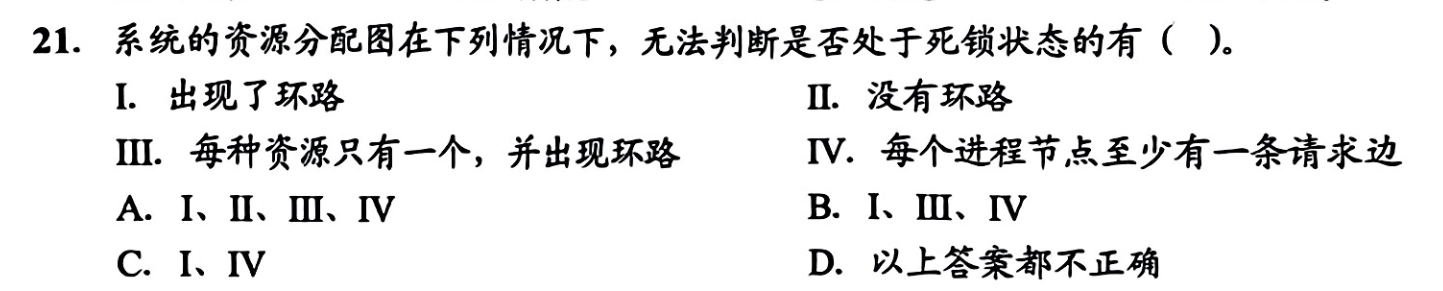 21. 系统的资源分配图在下列情况下，无法判断是否处于死锁状态的有（ ）。
I. 出现了环路
II. 没有环路
III. 每种资源只有一个，并出现环路
IV. 每个进程节点至少有一条请求边
A. I、II、III、IV
B. I、III、IV
C. I、IV
D. 以上答案都不正确